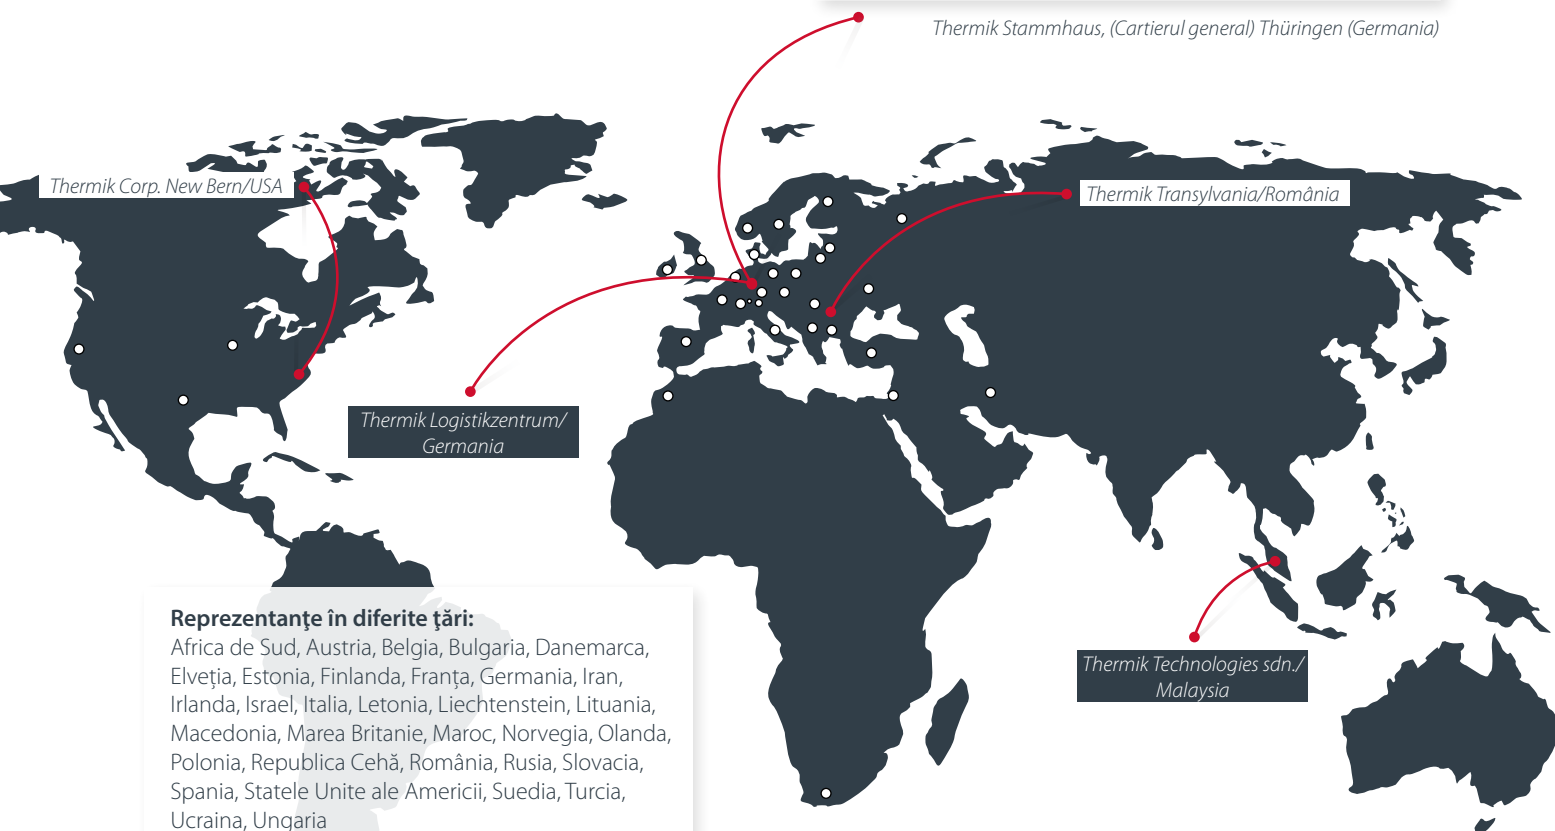 Thermik Stammhaus, (Cartierul general) Thüringen (Germania)
Thermik Corp. New Bern/USA
Thermik Transylvania/România
Thermik Logistikzentrum/
Germania
Reprezentanţe în diferite ţări:
Africa de Sud, Austria, Belgia, Bulgaria, Danemarca,
Elveția, Estonia, Finlanda, Franța, Germania, Iran,
Irlanda, Israel, Italia, Letonia, Liechtenstein, Lituania,
Macedonia, Marea Britanie, Maroc, Norvegia, Olanda,
Polonia, Republica Cehă, România, Rusia, Slovacia,
Spania, Statele Unite ale Americii, Suedia, Turcia,
Ucraina, Ungaria
Thermik Technologies sdn./
Malaysia